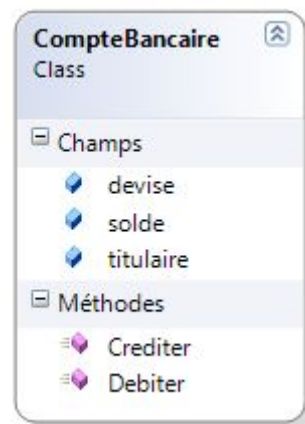 CompteBancaire
Class
Champs
devise
solde
titulaire
Méthodes
Crediter
Debiter